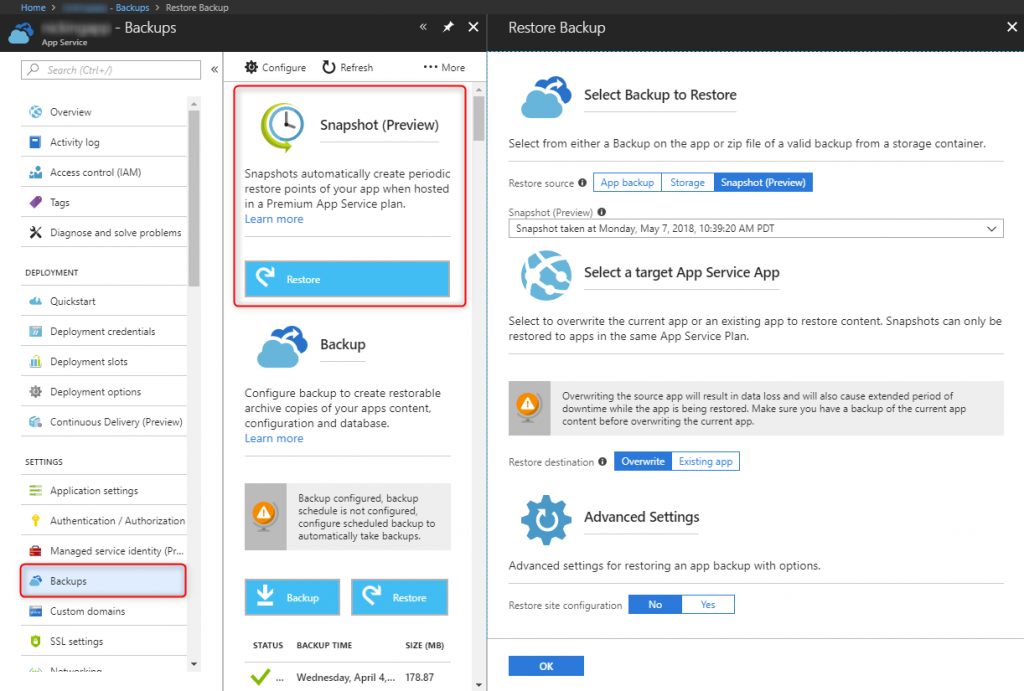 Home > - Backups > Restore Backup
- Backups
App Service
Search (Ctrl+/)
Overview
Activity log
Access control (IAM)
Tags
Diagnose and solve problems
DEPLOYMENT
Quickstart
Deployment credentials
Deployment slots
Deployment options
Continuous Delivery (Preview)
SETTINGS
Application settings
Authentication / Authorization
Managed service identity (Pr...
Backups
Custom domains
SSL settings
Networking
Configure
Refresh
More
Snapshot (Preview)
Snapshots automatically create periodic
restore points of your app when hosted
in a Premium App Service plan.
Learn more
Restore
Backup
Configure backup to create restorable
archive copies of your apps content,
configuration and database.
Learn more
Backup configured, backup
schedule is not configured,
configure scheduled backup to
automatically take backups.
Backup
Restore
STATUS BACKUP TIME SIZE (MB)
... Wednesday, April 4,... 178.87
Restore Backup
Select Backup to Restore
Select from either a Backup on the app or zip file of a valid backup from a storage container.
Restore source App backup Storage Snapshot (Preview)
Snapshot (Preview)
Snapshot taken at Monday, May 7, 2018, 10:39:20 AM PDT
Select a target App Service App
Select to overwrite the current app or an existing app to restore content. Snapshots can only be
restored to apps in the same App Service Plan.
Overwriting the source app will result in data loss and will also cause extended period of
downtime while the app is being restored. Make sure you have a backup of the current app
content before overwriting the current app.
Restore destination Overwrite Existing app
Advanced Settings
Advanced settings for restoring an app backup with options.
Restore site configuration No Yes
OK